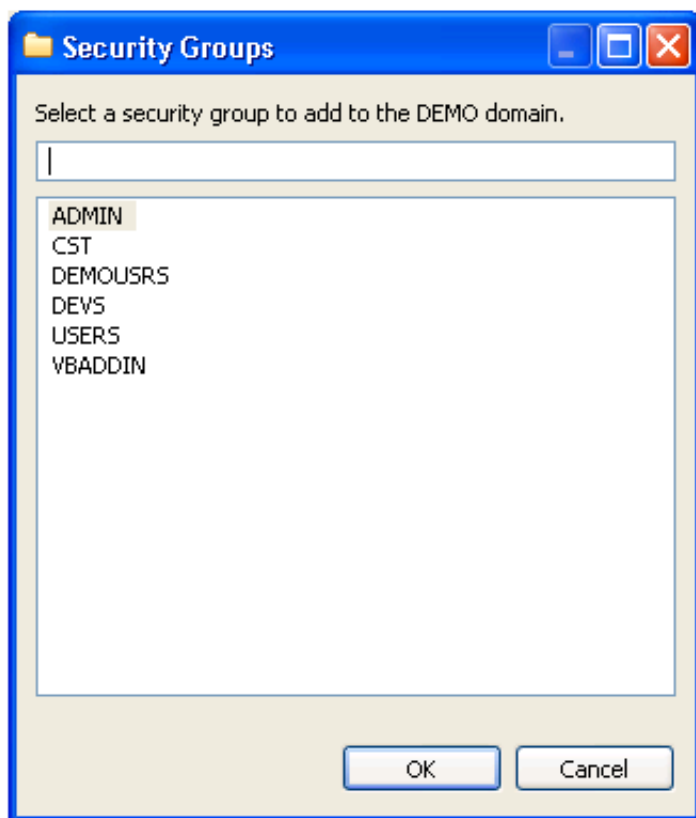 Security Groups
Select a security group to add to the DEMO domain.
ADMIN
CST
DEMOUSRS
DEVS
USERS
VBADDIN
OK Cancel